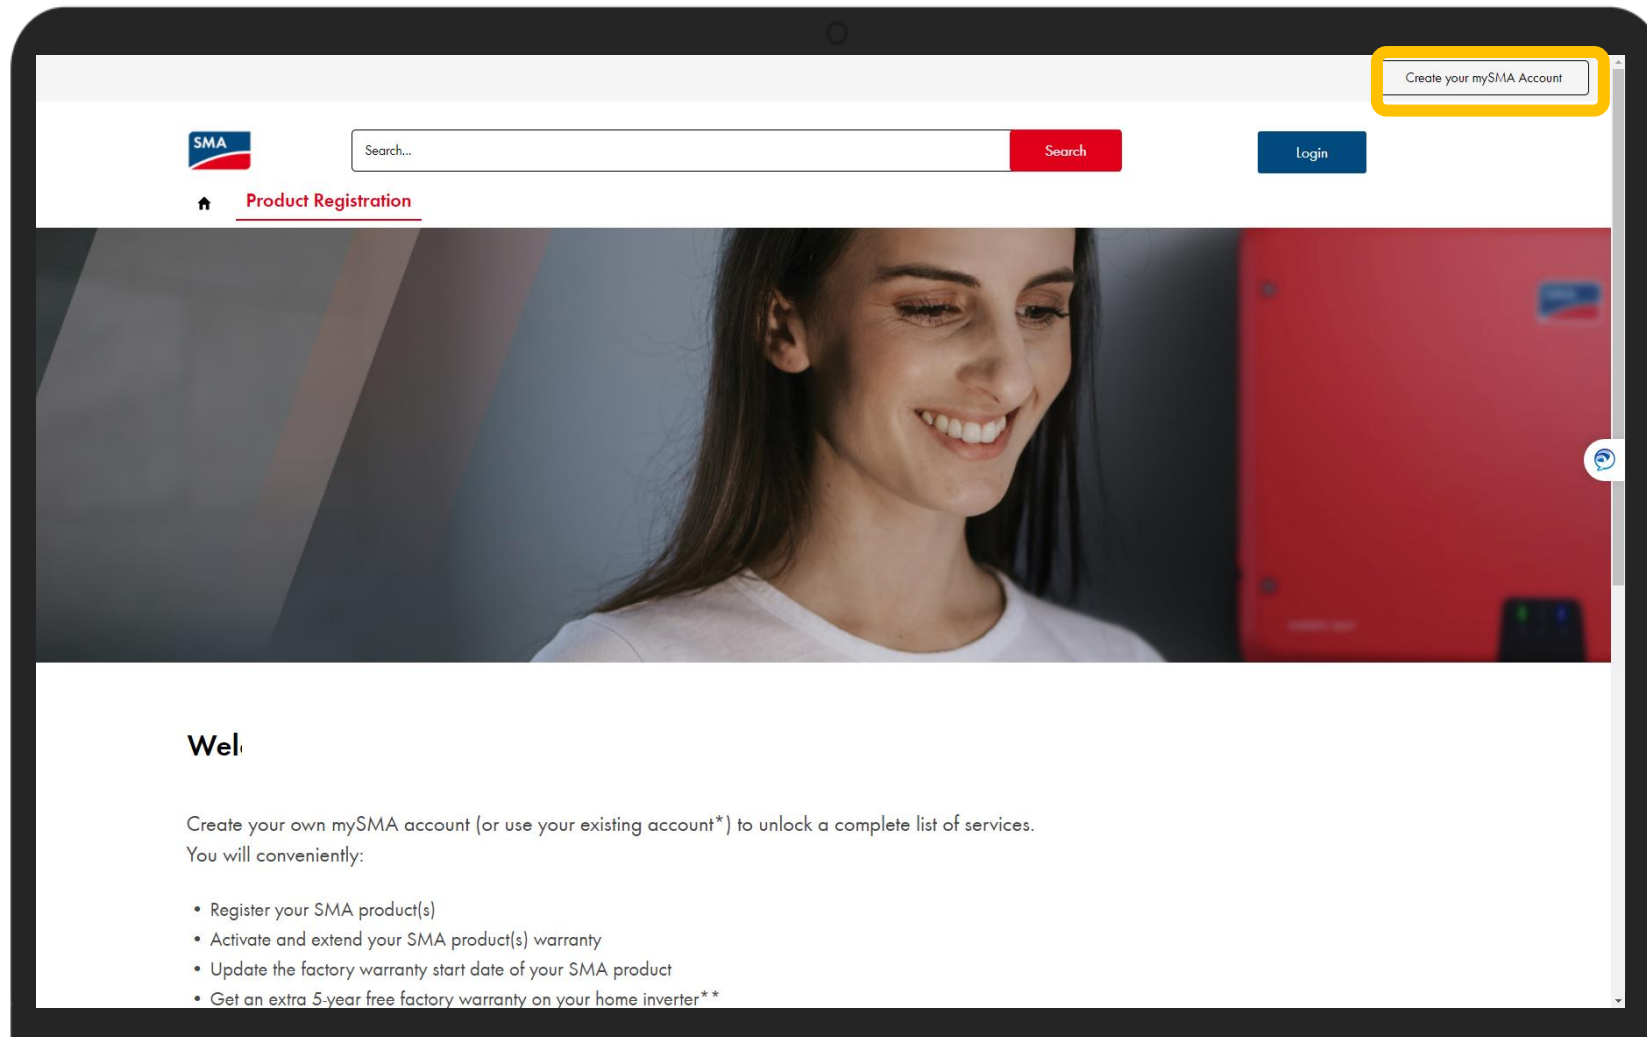 Create your mySMA Account
SMA
Search...
Search
Login
Product Registration
Create your own mySMA account (or use your existing account*) to unlock a complete list of services.
You will conveniently:
• Register your SMA product(s)
• Activate and extend your SMA product(s) warranty
• Update the factory warranty start date of your SMA product
• Get an extra 5-year free factory warranty on your home inverter**